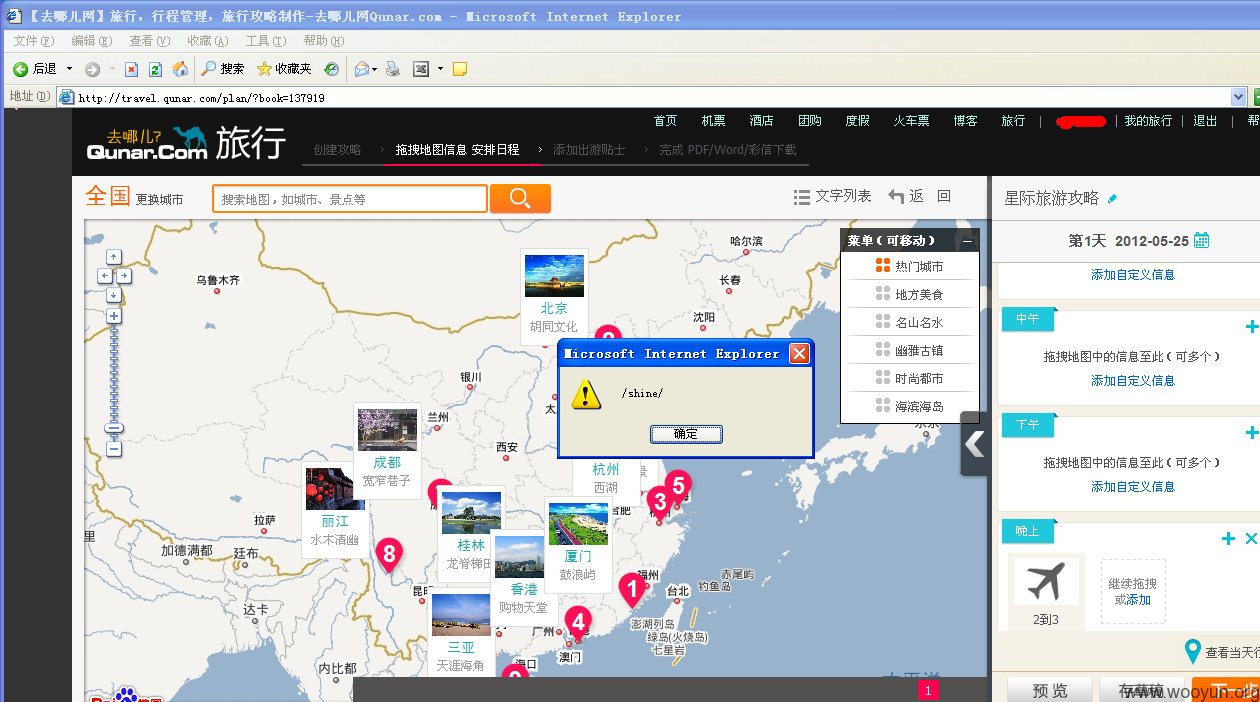 【去哪儿网】旅行，行程管理，旅行攻略制作-去哪儿网Qunar.com - Microsoft Internet Explorer
文件(F) 编辑(E) 查看(V) 收藏(A) 工具(T) 帮助(H)
后退 搜索 收藏夹
地址(D) http://travel.qunar.com/plan/?book=137919
首页 机票 酒店 团购 度假 火车票 博客 旅行 | | 我的旅行 | 退出 | 帮
去哪儿?
Qunar.Com 旅行
创建攻略 > 拖拽地图信息 安排日程 > 添加出游贴士 > 完成 PDF/Word/彩信下载
全国 更换城市 搜索地图，如城市、景点等 文字列表 返 回
星际旅游攻略
第1天 2012-05-25
添加自定义信息
中午
拖拽地图中的信息至此（可多个）
添加自定义信息
下午
拖拽地图中的信息至此（可多个）
添加自定义信息
晚上
2到3
继续拖拽
或添加
查看当天行
预览 存草稿 下一步
菜单（可移动）
热门城市
地方美食
名山名水
幽雅古镇
时尚都市
海滨海岛
Microsoft Internet Explorer
/shine/
确定
哈尔滨
乌鲁木齐
长春
沈阳
北京
胡同文化
银川
太
兰州
西安
成都
宽窄巷子
杭州
西湖
景
合肥
5
3
丽江
水木清幽
拉萨
里
加德满都
廷布
8
桂林
龙脊梯田
厦门
鼓浪屿
香港
购物天堂
福州
1
台北
赤尾屿
钓鱼岛
昆明
达卡
三亚
天涯海角
广州
4
澳门
澎湖列岛
绿岛(火烧岛)
七星岩
海口
内比都
太平洋
东京
1
www.wooyun.org